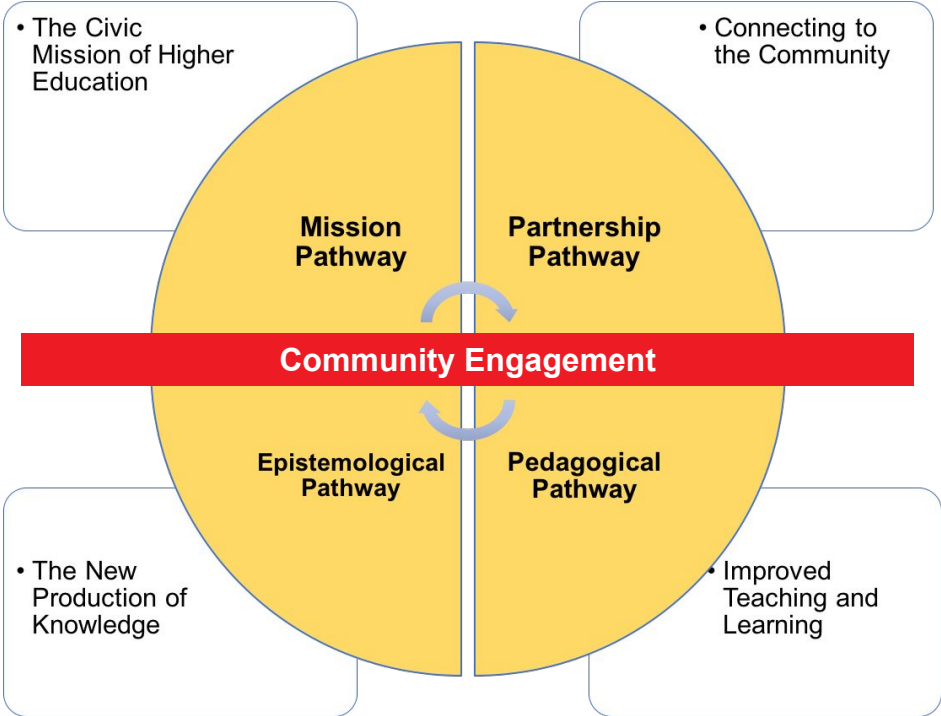 • The Civic
Mission of Higher
Education
• Connecting to
the Community
Mission
Pathway
Partnership
Pathway
Community Engagement
Epistemological
Pathway
Pedagogical
Pathway
• The New
Production of
Knowledge
• Improved
Teaching and
Learning